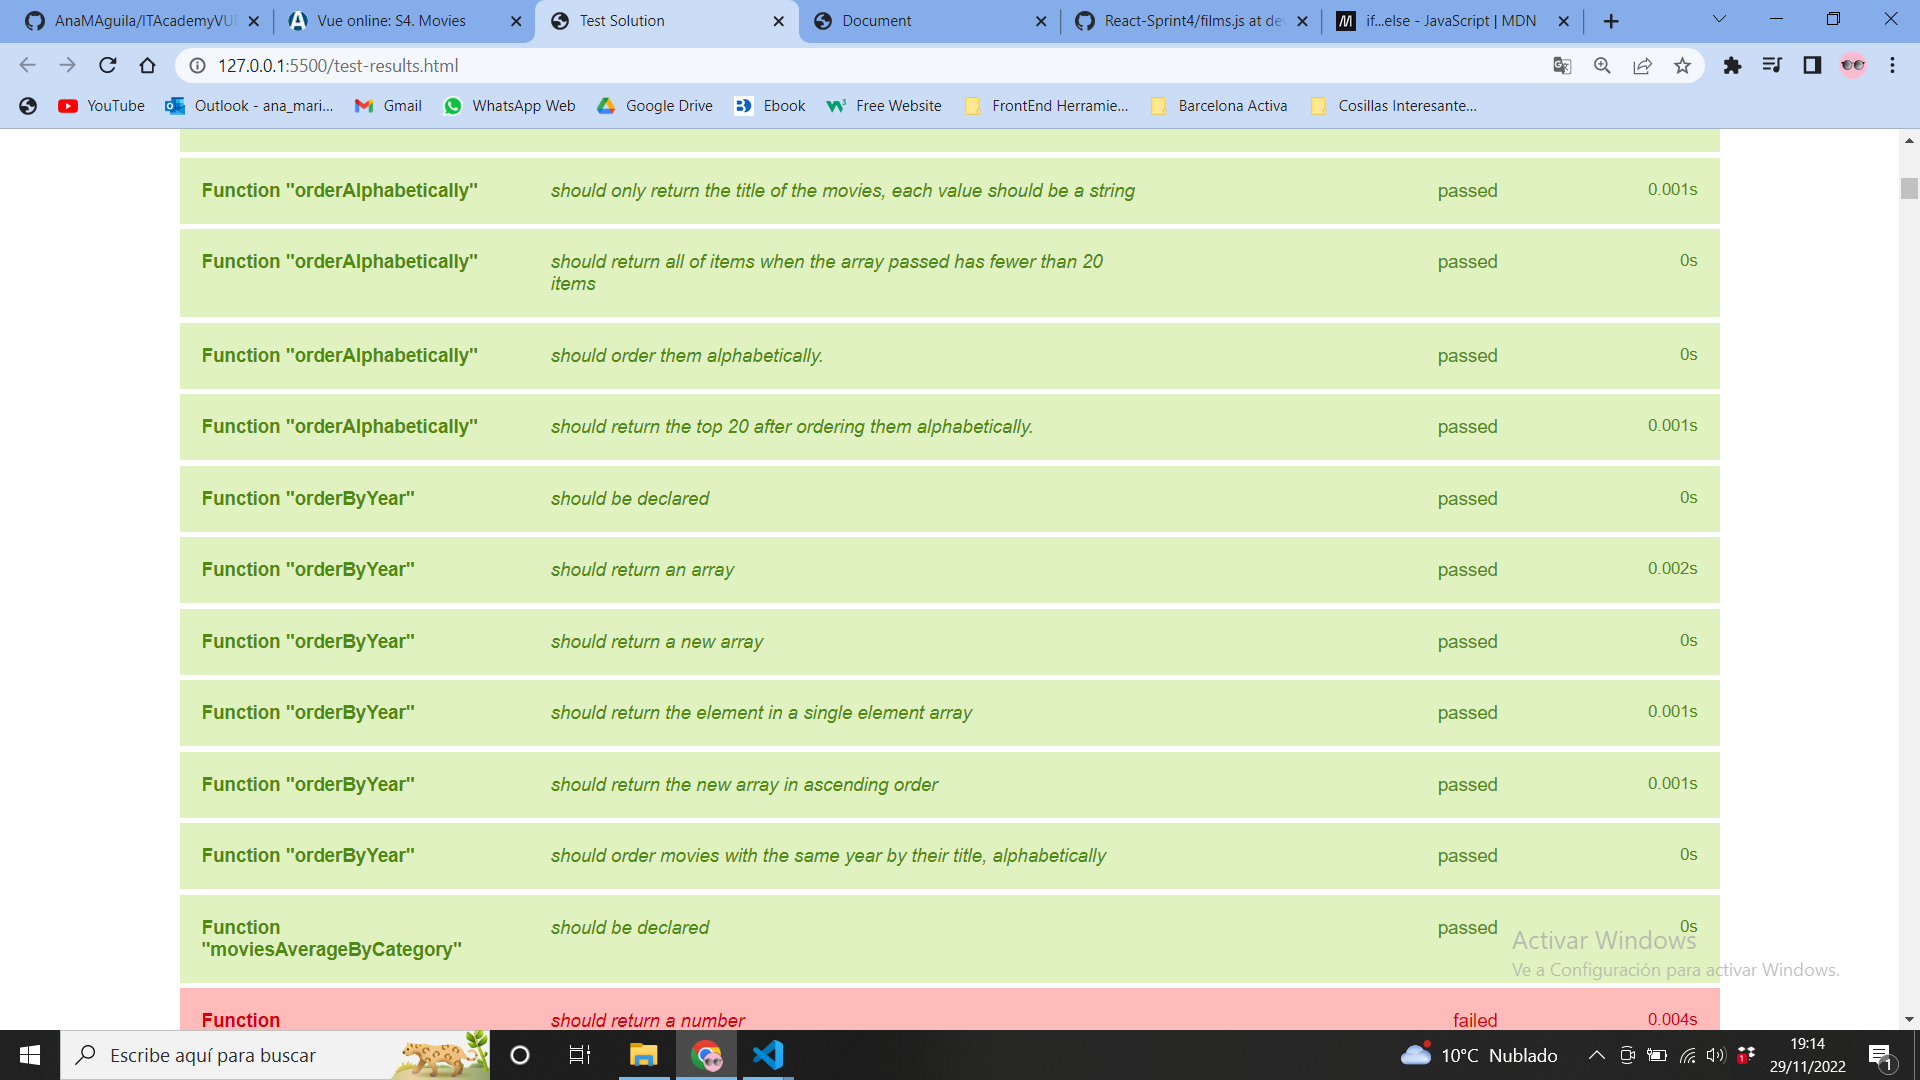 AnaMAguila/ITAcademyVUE
Vue online: S4. Movies
Test Solution
Document
React-Sprint4/films.js at dev
if...else - JavaScript | MDN
127.0.0.1:5500/test-results.html
YouTube
Outlook - ana_mari...
Gmail
WhatsApp Web
Google Drive
Ebook
Free Website
FrontEnd Herramie...
Barcelona Activa
Cosillas Interesante...
Function "orderAlphabetically" should only return the title of the movies, each value should be a string passed 0.001s
Function "orderAlphabetically" should return all of items when the array passed has fewer than 20 passed 0s
items
Function "orderAlphabetically" should order them alphabetically. passed 0s
Function "orderAlphabetically" should return the top 20 after ordering them alphabetically. passed 0.001s
Function "orderByYear" should be declared passed 0s
Function "orderByYear" should return an array passed 0.002s
Function "orderByYear" should return a new array passed 0s
Function "orderByYear" should return the element in a single element array passed 0.001s
Function "orderByYear" should return the new array in ascending order passed 0.001s
Function "orderByYear" should order movies with the same year by their title, alphabetically passed 0s
Function should be declared passed 0s
"moviesAverageByCategory"
Activar Windows
Ve a Configuración para activar Windows.
Function should return a number failed 0.004s
Escribe aquí para buscar
10°C Nublado
19:14
29/11/2022
1
1